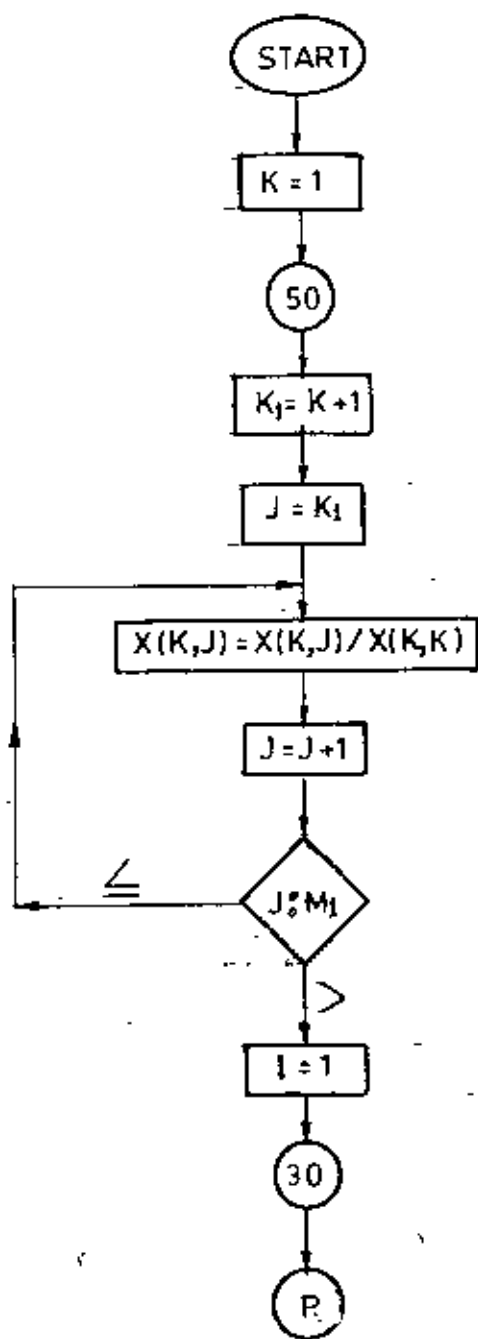 START
K = 1
50
K₁ = K + 1
J = K₁
X(K,J) = X(K,J) / X(K,K)
J = J + 1
≤
J : M₁
>
I = 1
30